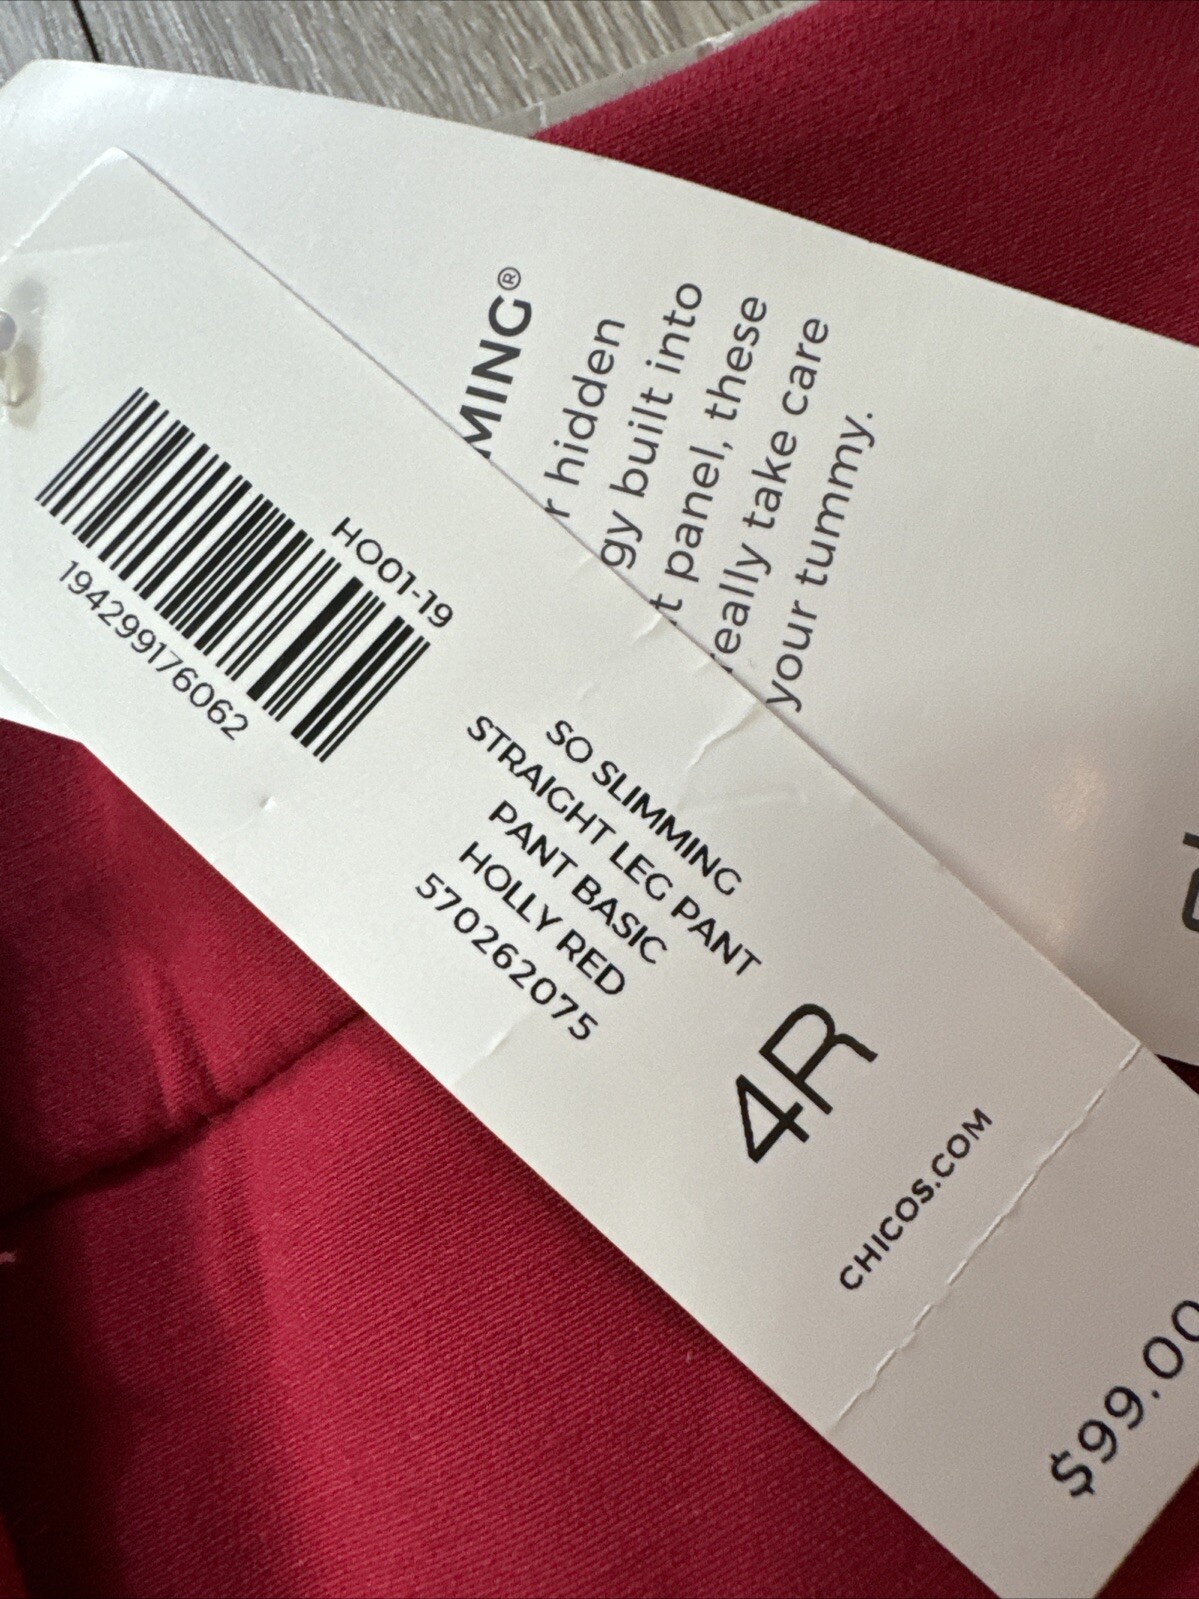 HO01-19
194299176062
SO SLIMMING
STRAIGHT LEG PANT
PANT BASIC
HOLLY RED
570262075
4R
CHICOS.COM
$99.00
MING®
r hidden
gy built into
t panel, these
eally take care
your tummy.